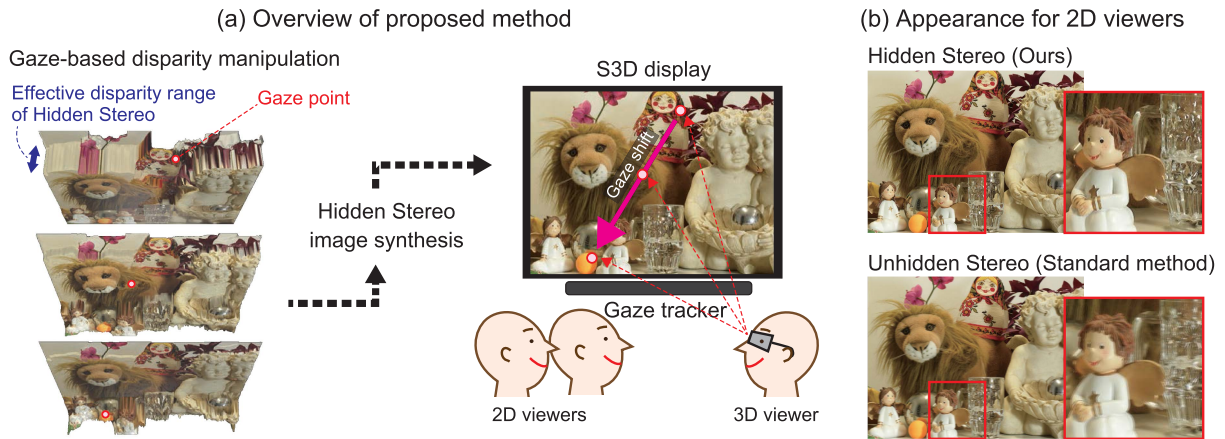 (a) Overview of proposed method
Gaze-based disparity manipulation
Effective disparity range
of Hidden Stereo
Gaze point
Hidden Stereo
image synthesis
S3D display
Gaze shift
Gaze tracker
2D viewers
3D viewer
(b) Appearance for 2D viewers
Hidden Stereo (Ours)
Unhidden Stereo (Standard method)